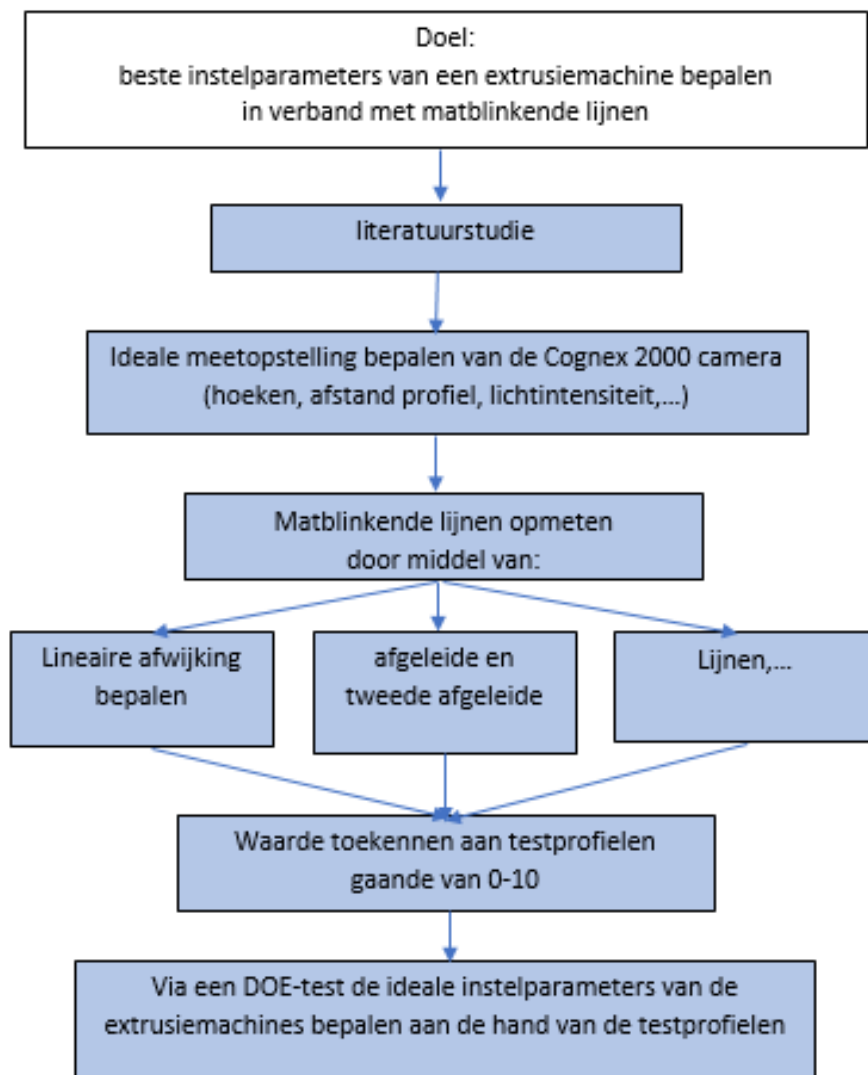 Doel:
beste instelparameters van een extrusiemachine bepalen
in verband met matblinkende lijnen
literatuurstudie
Ideale meetopstelling bepalen van de Cognex 2000 camera
(hoeken, afstand profiel, lichtintensiteit,...)
Matblinkende lijnen opmeten
door middel van:
Lineaire afwijking
bepalen
afgeleide en
tweede afgeleide
Lijnen,...
Waarde toekennen aan testprofielen
gaande van 0-10
Via een DOE-test de ideale instelparameters van de
extrusiemachines bepalen aan de hand van de testprofielen